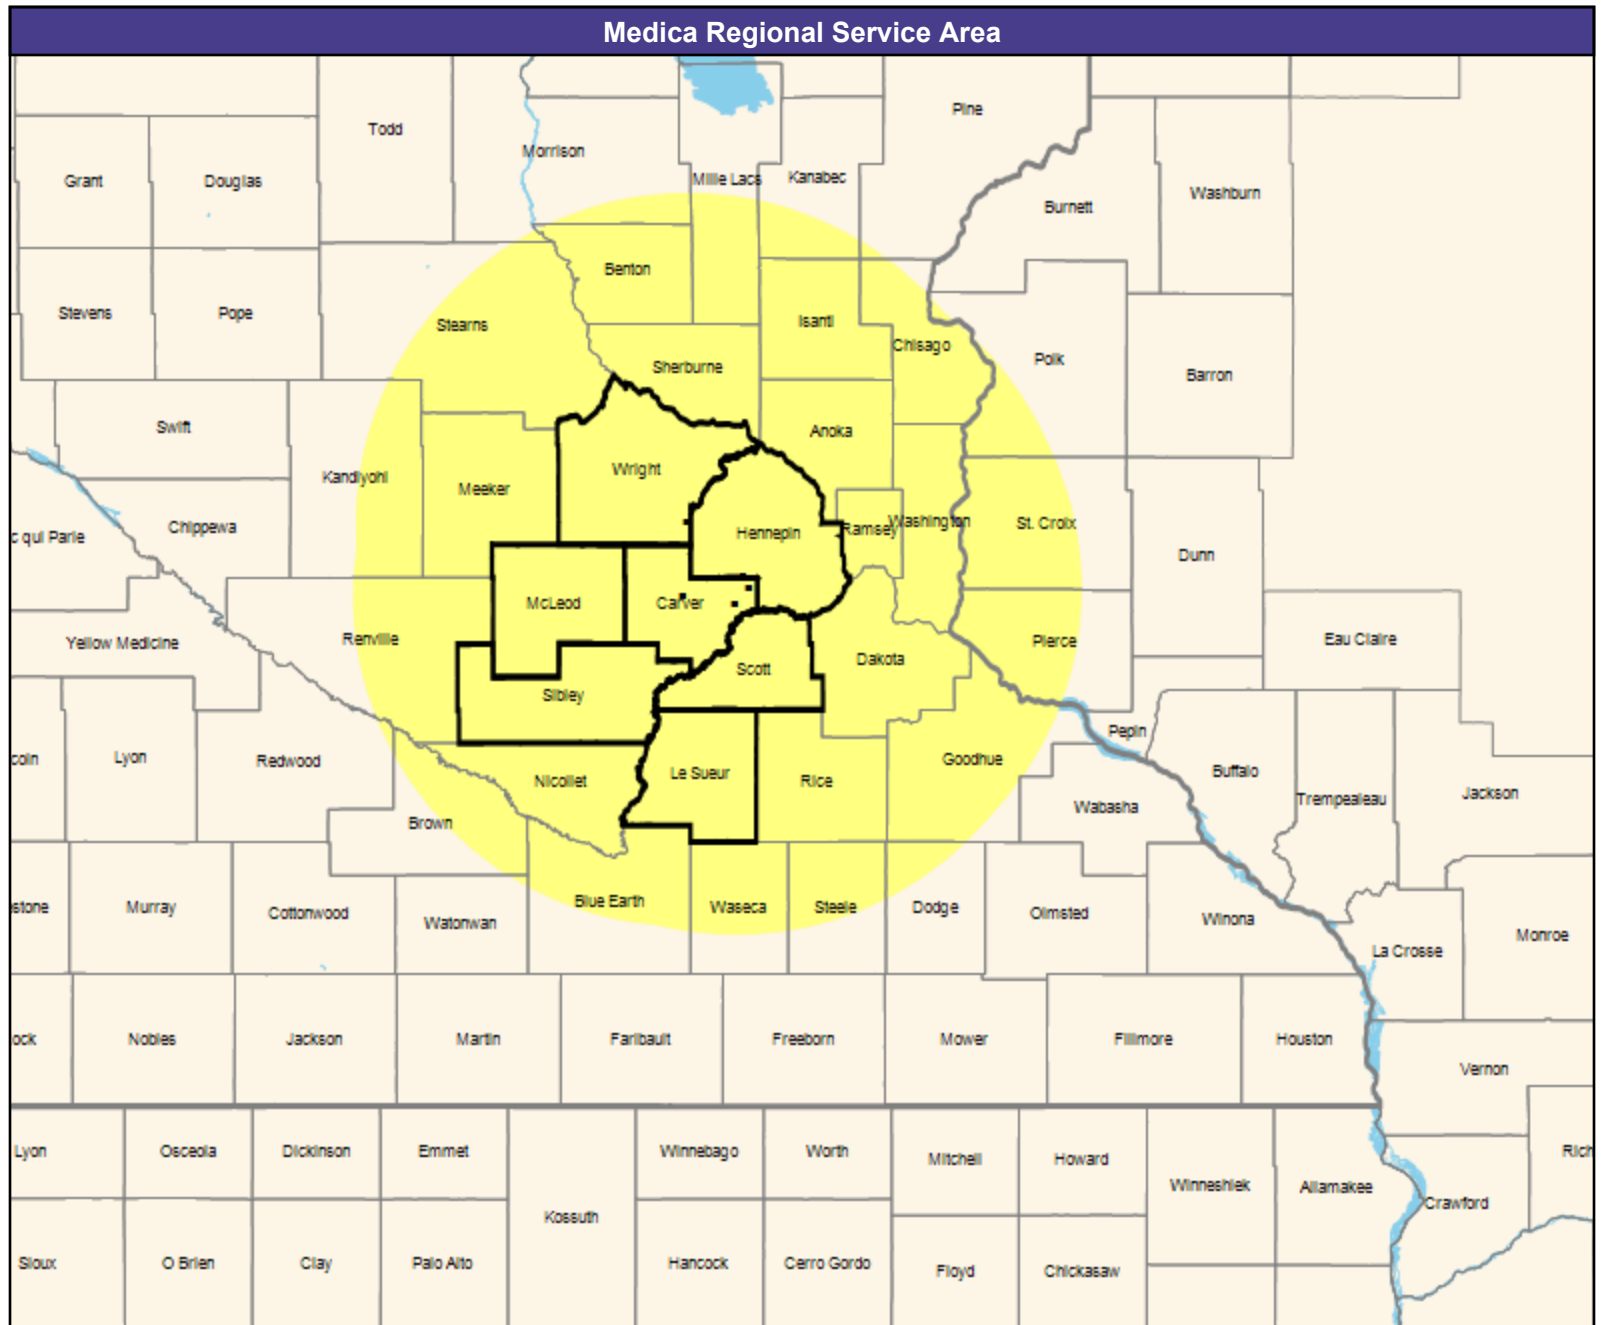 Medica Regional Service Area
Pine
Todd
Morrison
Grant
Douglas
Mille Lacs
Kanabec
Washburn
Burnett
Benton
Stevens
Pope
Stearns
Isanti
Chisago
Polk
Sherburne
Barron
Swift
Anoka
Kandiyohi
Wright
Meeker
Chippewa
Hennepin
Ramsey
Washington
St. Croix
c qui Parle
Dunn
McLeod
Carver
Yellow Medicine
Renville
Pierce
Eau Claire
Scott
Dakota
Sibley
Pepin
coln
Lyon
Redwood
Nicollet
Le Sueur
Rice
Goodhue
Buffalo
Trempealeau
Jackson
Brown
Wabasha
stone
Murray
Cottonwood
Watonwan
Blue Earth
Waseca
Steele
Dodge
Olmsted
Winona
La Crosse
Monroe
ock
Nobles
Jackson
Martin
Faribault
Freeborn
Mower
Fillmore
Houston
Vernon
Lyon
Osceola
Dickinson
Emmet
Winnebago
Worth
Mitchell
Howard
Rich
Winneshiek
Allamakee
Crawford
Kossuth
Sioux
O Brien
Clay
Palo Alto
Hancock
Cerro Gordo
Floyd
Chickasaw